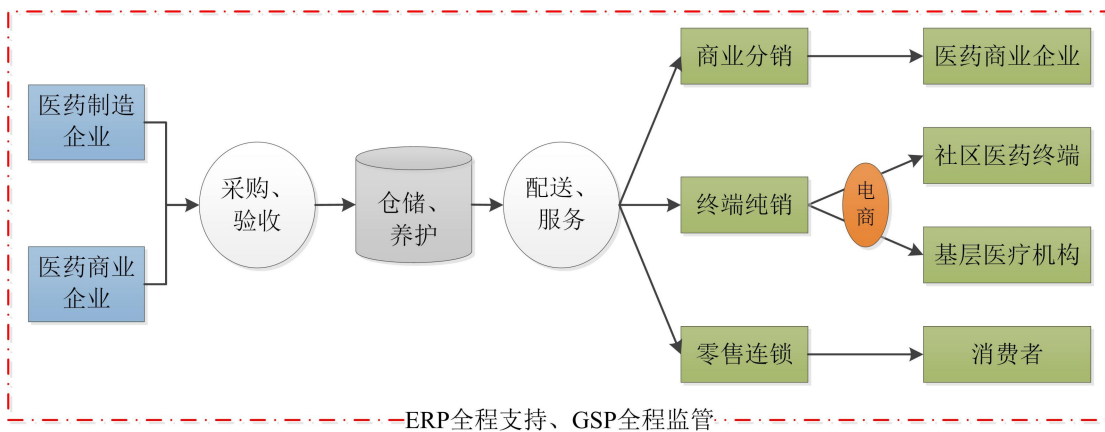 医药制造
企业
医药商业
企业
采购、
验收
仓储、
养护
配送、
服务
商业分销
医药商业企业
终端纯销
电
商
社区医药终端
基层医疗机构
零售连锁
消费者
ERP全程支持、GSP全程监管